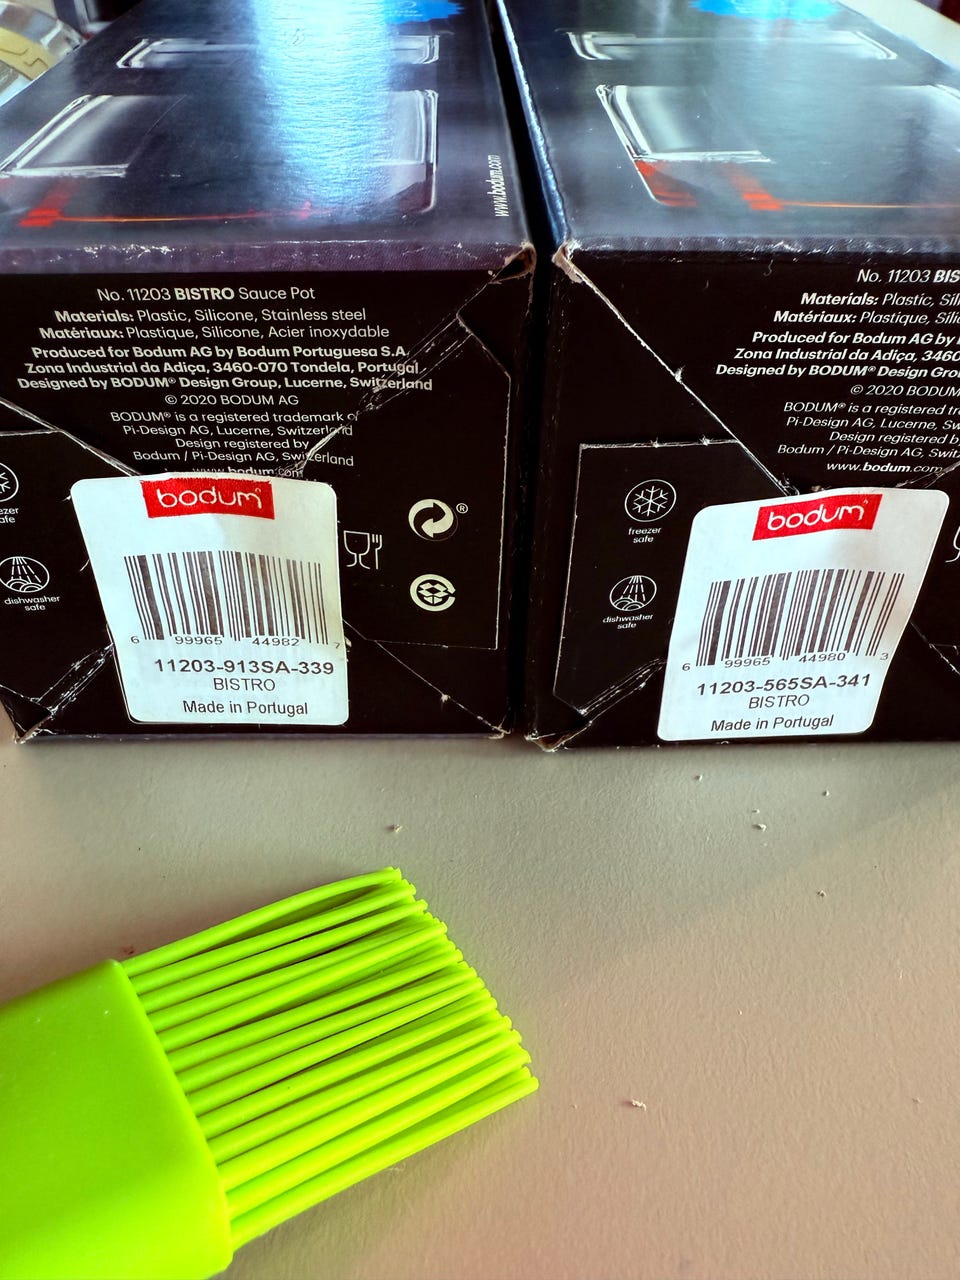 www.bodum.com
No. 11203 BISTRO Sauce Pot
Materials: Plastic, Silicone, Stainless steel
Matériaux: Plastique, Silicone, Acier inoxydable
Produced for Bodum AG by Bodum Portuguesa S.A.
Zona Industrial da Adiça, 3460-070 Tondela, Portugal
Designed by BODUM® Design Group, Lucerne, Switzerland
© 2020 BODUM AG
BODUM® is a registered trademark of
Pi-Design AG, Lucerne, Switzerland
Design registered by
Bodum / Pi-Design AG, Switzerland
www.bodum.com
dishwasher
safe
®
bodum®
6 99965 44982 7
11203-913SA-339
BISTRO
Made in Portugal
No. 11203 BIS
Materials: Plastic, Sili
Matériaux: Plastique, Sili
Produced for Bodum AG by
Zona Industrial da Adiça, 3460
Designed by BODUM® Design Gro
© 2020 BODUM
BODUM® is a registered tr
Pi-Design AG, Lucerne, Sw
Design registered by
Bodum / Pi-Design AG, Switz
www.bodum.com
freezer
safe
dishwasher
safe
bodum®
6 99965 44980 3
11203-565SA-341
BISTRO
Made in Portugal